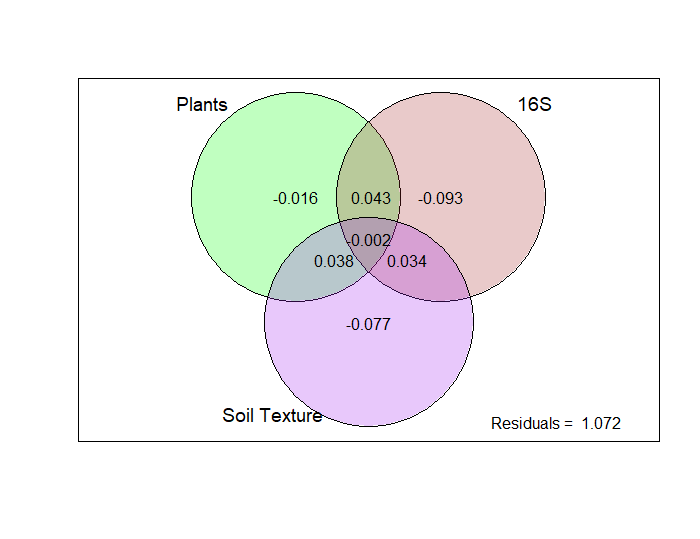 Plants
16S
-0.016
0.043
-0.093
-0.002
0.038
0.034
-0.077
Soil Texture
Residuals = 1.072